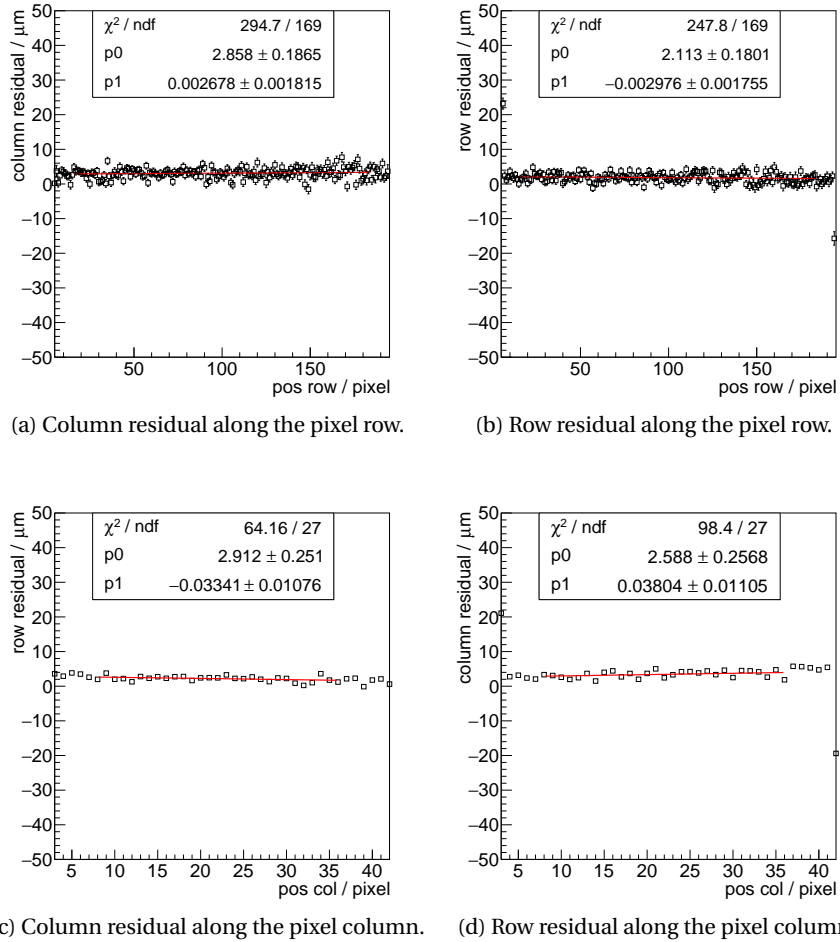 χ² / ndf 294.7 / 169
p0 2.858 ± 0.1865
p1 0.002678 ± 0.001815
column residual / μm
50
40
30
20
10
0
−10
−20
−30
−40
−50
50 100 150
pos row / pixel
(a) Column residual along the pixel row.
χ² / ndf 247.8 / 169
p0 2.113 ± 0.1801
p1 −0.002976 ± 0.001755
row residual / μm
50
40
30
20
10
0
−10
−20
−30
−40
−50
50 100 150
pos row / pixel
(b) Row residual along the pixel row.
χ² / ndf 64.16 / 27
p0 2.912 ± 0.251
p1 −0.03341 ± 0.01076
row residual / μm
50
40
30
20
10
0
−10
−20
−30
−40
−50
5 10 15 20 25 30 35 40
pos col / pixel
c) Column residual along the pixel column.
χ² / ndf 98.4 / 27
p0 2.588 ± 0.2568
p1 0.03804 ± 0.01105
column residual / μm
50
40
30
20
10
0
−10
−20
−30
−40
−50
5 10 15 20 25 30 35 40
pos col / pixel
(d) Row residual along the pixel colum